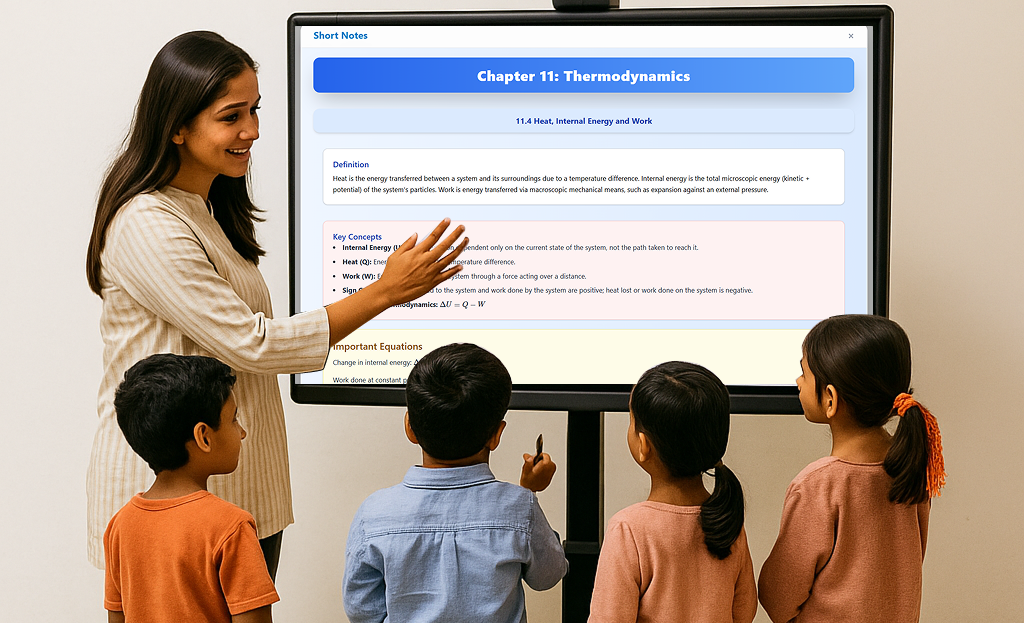 Short Notes
×
Chapter 11: Thermodynamics
11.4 Heat, Internal Energy and Work
Definition
Heat is the energy transferred between a system and its surroundings due to a temperature difference. Internal energy is the total microscopic energy (kinetic +
potential) of the system's particles. Work is energy transferred via macroscopic mechanical means, such as expansion against an external pressure.
Key Concepts
• Internal Energy dependent only on the current state of the system, not the path taken to reach it.
• Heat (Q): temperature difference.
• Work (W): system through a force acting over a distance.
• Sign to the system and work done by the system are positive; heat lost or work done on the system is negative.
ΔU = Q − W
Important Equations
Change in internal energy:
Work done at constant